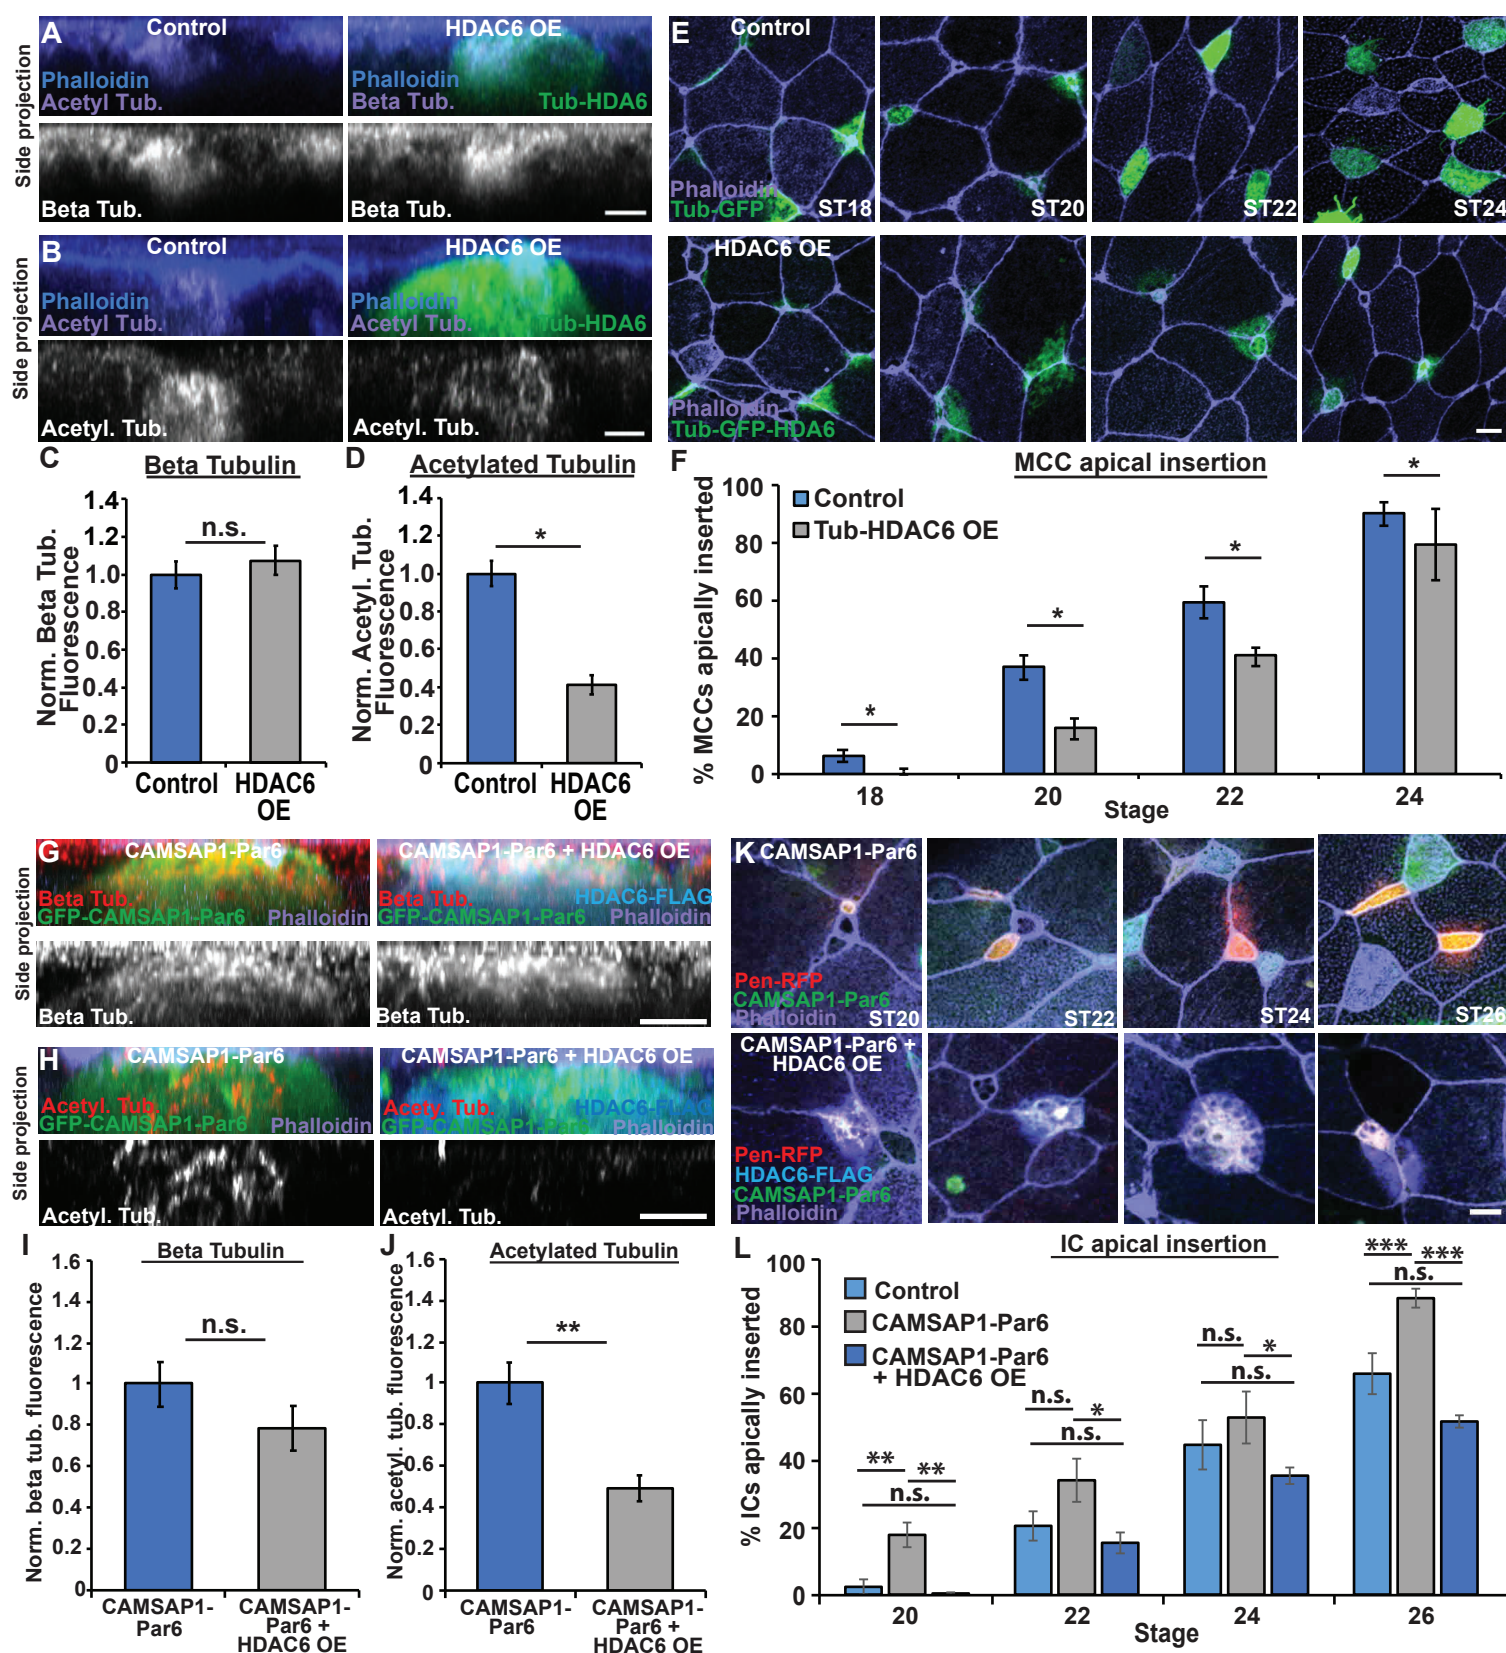 A
Control
Phalloidin
Acetyl Tub.
HDAC6 OE
Phalloidin
Beta Tub.
Tub-HDA6
Side projection
Beta Tub.
Beta Tub.
B
Control
Phalloidin
Acetyl Tub.
HDAC6 OE
Phalloidin
Acetyl Tub.
Tub-HDA6
Side projection
Acetyl. Tub.
Acetyl. Tub.
E
Control
Phalloidin
Tub-GFP
ST18
ST20
ST22
ST24
HDAC6 OE
Phalloidin
Tub-GFP-HDA6
C
Beta Tubulin
Norm. Beta Tub.
Fluorescence
1.4
1.2
1.0
0.8
0.6
0.4
0.2
0
n.s.
Control
HDAC6
OE
D
Acetylated Tubulin
Norm. Acetyl. Tub.
Fluorescence
1.4
1.2
1.0
0.8
0.6
0.4
0.2
0
*
Control
HDAC6
OE
F
MCC apical insertion
% MCCs apically inserted
100
80
60
40
20
0
Control
Tub-HDAC6 OE
*
*
*
*
18
20
22
24
Stage
G
CAMSAP1-Par6
Beta Tub.
GFP-CAMSAP1-Par6
Phalloidin
CAMSAP1-Par6 + HDAC6 OE
Beta Tub.
HDAC6-FLAG
GFP-CAMSAP1-Par6
Phalloidin
Side projection
Beta Tub.
Beta Tub.
H
CAMSAP1-Par6
Acetyl. Tub.
GFP-CAMSAP1-Par6
Phalloidin
CAMSAP1-Par6 + HDAC6 OE
Acety. Tub.
HDAC6-FLAG
GFP-CAMSAP1-Par6
Phalloidin
Side projection
Acetyl. Tub.
Acetyl. Tub.
K
CAMSAP1-Par6
Pen-RFP
CAMSAP1-Par6
Phalloidin
ST20
ST22
ST24
ST26
CAMSAP1-Par6 +
HDAC6 OE
Pen-RFP
HDAC6-FLAG
CAMSAP1-Par6
Phalloidin
I
Beta Tubulin
Norm. beta tub. fluorescence
1.6
1.4
1.2
1
0.8
0.6
0.4
0.2
0
n.s.
CAMSAP1-
Par6
CAMSAP1-
Par6 +
HDAC6 OE
J
Acetylated Tubulin
Norm. acetyl. tub. fluorescence
1.6
1.4
1.2
1
0.8
0.6
0.4
0.2
0
**
CAMSAP1-
Par6
CAMSAP1-
Par6 +
HDAC6 OE
L
IC apical insertion
% ICs apically inserted
100
80
60
40
20
0
Control
CAMSAP1-Par6
CAMSAP1-Par6
+ HDAC6 OE
** **
n.s.
n.s. *
n.s.
n.s. *
n.s.
*** ***
n.s.
20
22
24
26
Stage